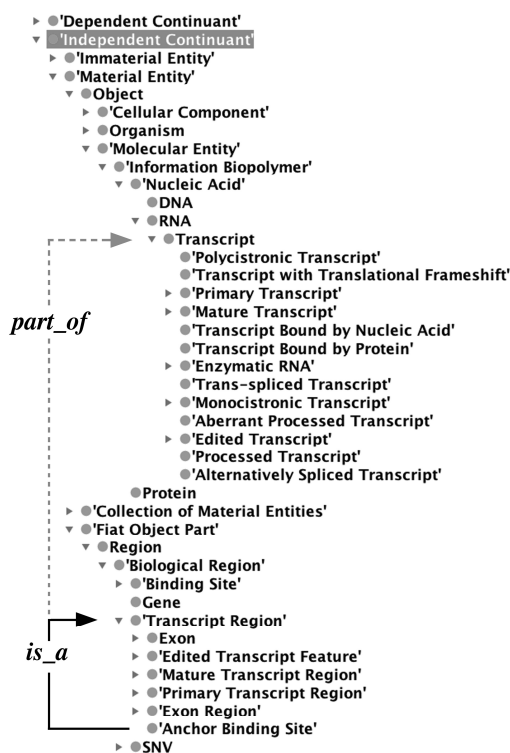 'Dependent Continuant'
'Independent Continuant'
'Immaterial Entity'
'Material Entity'
Object
'Cellular Component'
Organism
'Molecular Entity'
'Information Biopolymer'
'Nucleic Acid'
DNA
RNA
Transcript
'Polycistronic Transcript'
'Transcript with Translational Frameshift'
'Primary Transcript'
part_of
'Mature Transcript'
'Transcript Bound by Nucleic Acid'
'Transcript Bound by Protein'
'Enzymatic RNA'
'Trans-spliced Transcript'
'Monocistronic Transcript'
'Aberrant Processed Transcript'
'Edited Transcript'
'Processed Transcript'
'Alternatively Spliced Transcript'
Protein
'Collection of Material Entities'
'Fiat Object Part'
Region
'Biological Region'
'Binding Site'
Gene
'Transcript Region'
Exon
is_a
'Edited Transcript Feature'
'Mature Transcript Region'
'Primary Transcript Region'
'Exon Region'
'Anchor Binding Site'
SNV